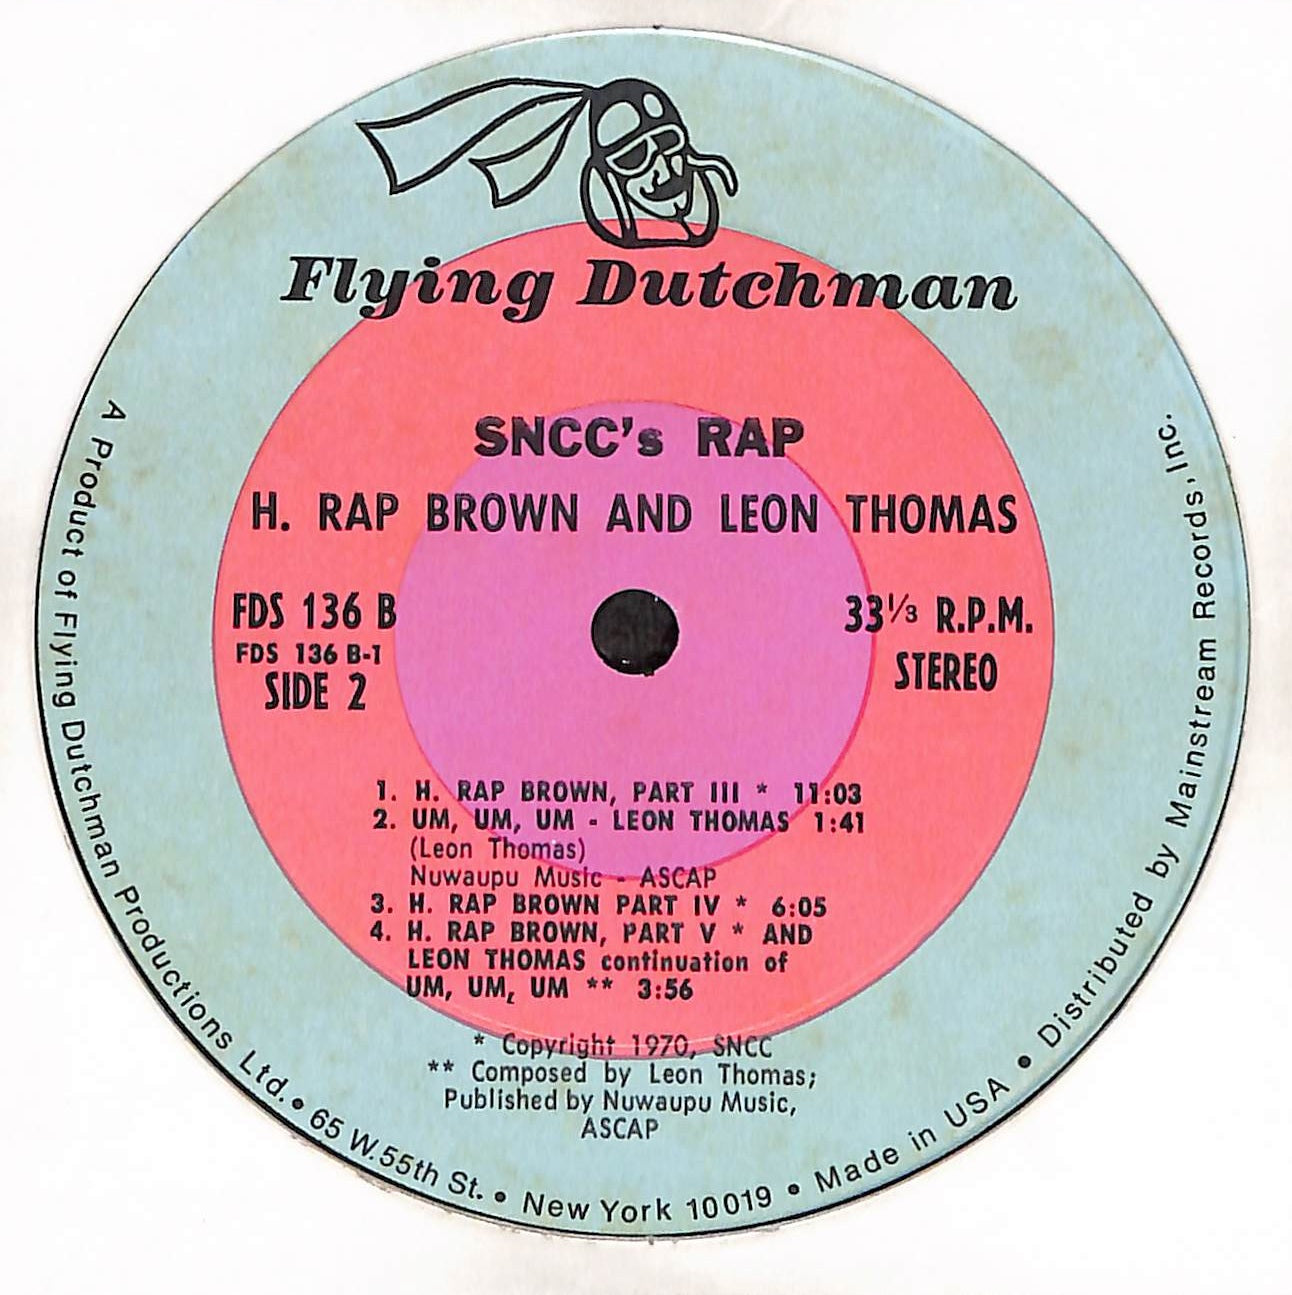 Flying Dutchman
SNCC's RAP
H. RAP BROWN AND LEON THOMAS
FDS 136 B
FDS 136 B-1
SIDE 2
33⅓ R.P.M.
STEREO
1. H. RAP BROWN, PART III * 11:03
2. UM, UM, UM - LEON THOMAS 1:41
(Leon Thomas)
Nuwaupu Music - ASCAP
3. H. RAP BROWN PART IV * 6:05
4. H. RAP BROWN, PART V * AND
LEON THOMAS continuation of
UM, UM, UM ** 3:56
* Copyright 1970, SNCC
** Composed by Leon Thomas;
Published by Nuwaupu Music,
ASCAP
A Product of Flying Dutchman Productions Ltd. • 65 W.55th St. • New York 10019 • Made in USA • Distributed by Mainstream Records, Inc.